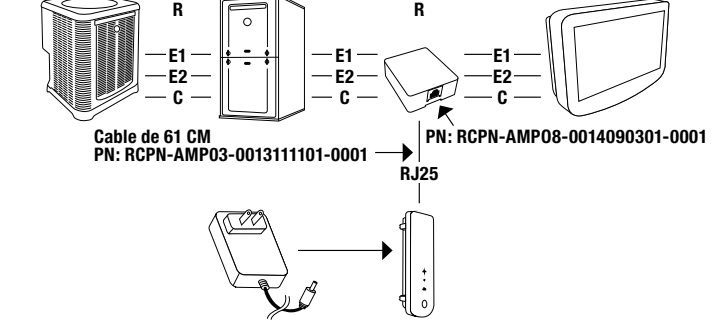 R R
E1 E1 E1
E2 E2 E2
C C C
Cable de 61 CM
PN: RCPN-AMP03-0013111101-0001
PN: RCPN-AMP08-0014090301-0001
RJ25